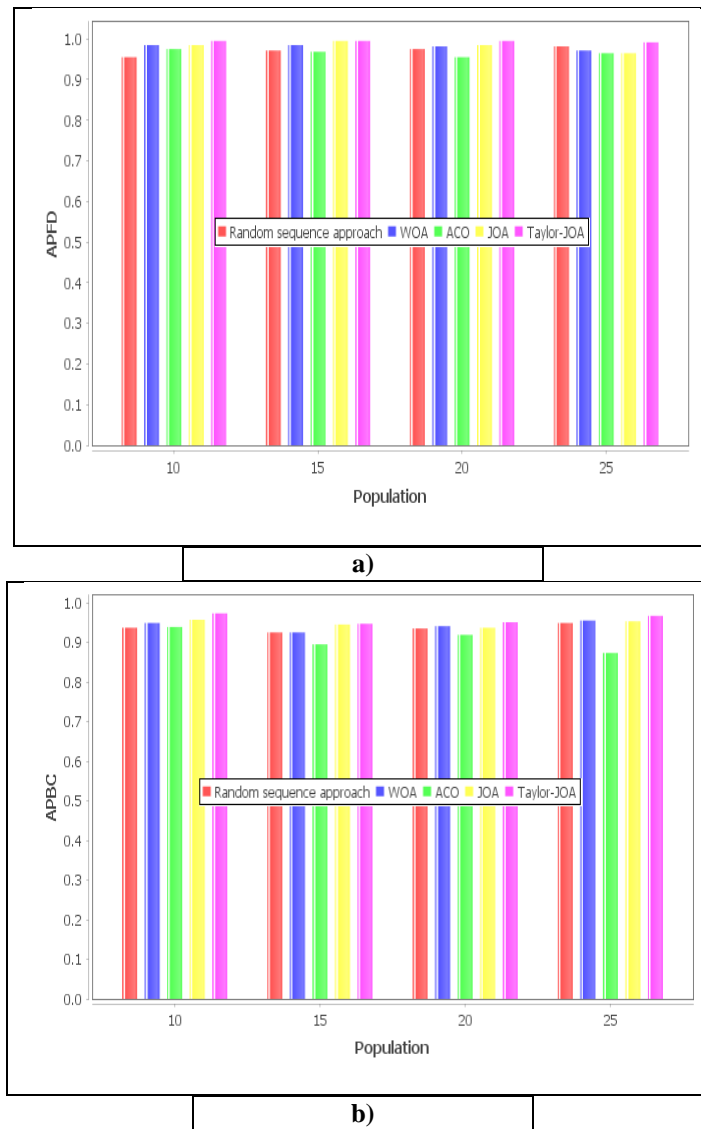 1.0
0.9
0.8
0.7
0.6
0.5
0.4
0.3
0.2
0.1
0.0
APFD
Random sequence approach WOA ACO JOA Taylor-JOA
10 15 20 25
Population
a)
1.0
0.9
0.8
0.7
0.6
0.5
0.4
0.3
0.2
0.1
0.0
APBC
Random sequence approach WOA ACO JOA Taylor-JOA
10 15 20 25
Population
b)